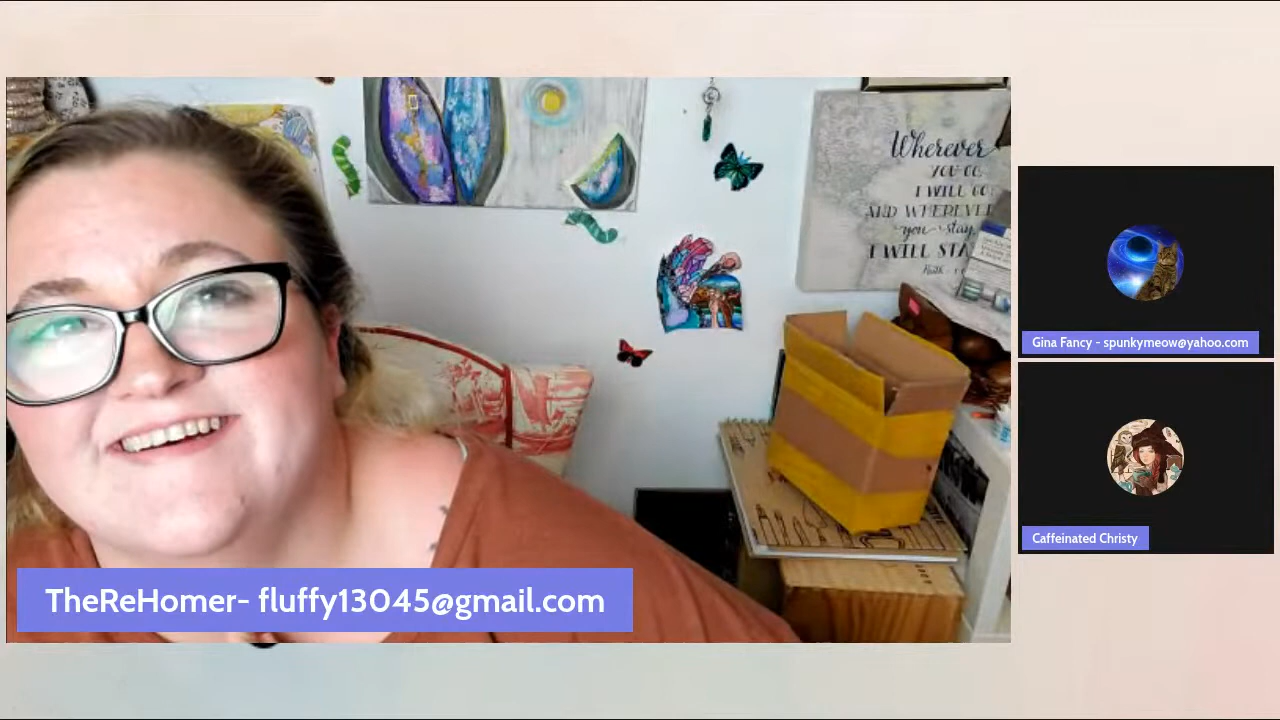 Wherever
YOU GO,
I WILL GO
AND WHEREVER
you stay,
I WILL STAY
TheReHomer- fluffy13045@gmail.com
Gina Fancy - spunkymeow@yahoo.com
Caffeinated Christy